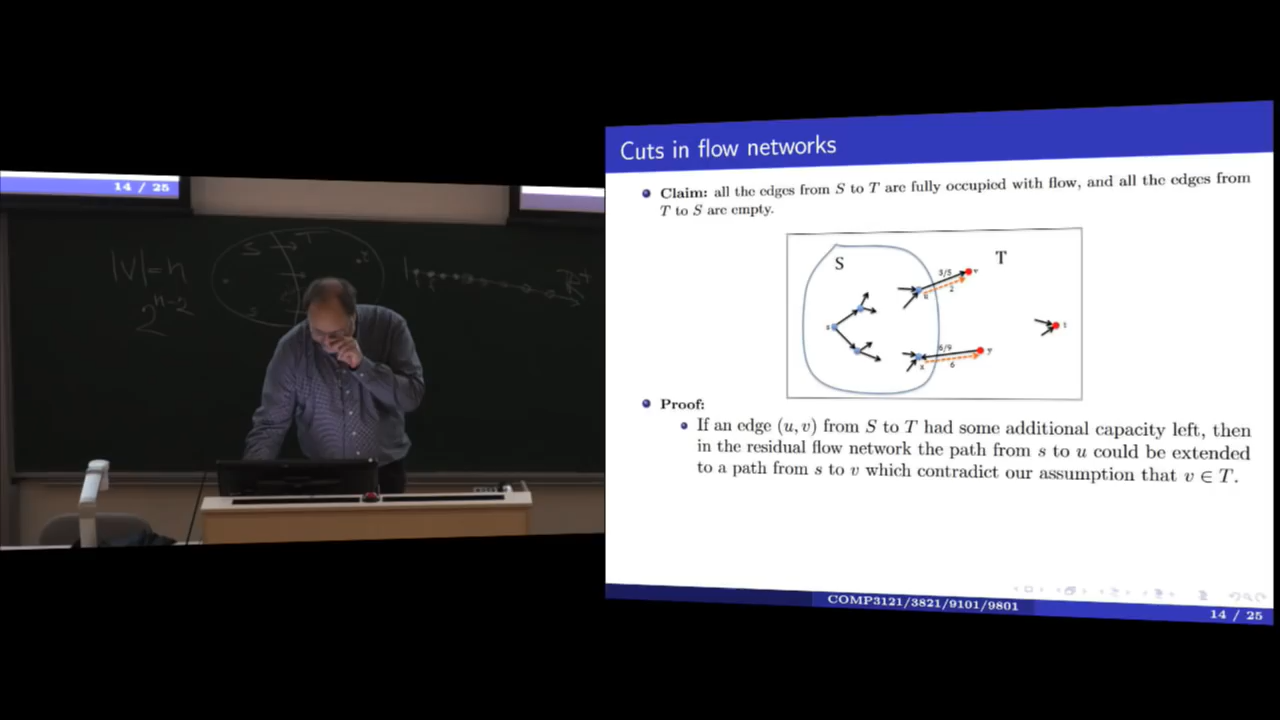 14 / 25
|V|=n
2^{n-2}
S
T
Cuts in flow networks
Claim: all the edges from S to T are fully occupied with flow, and all the edges from
T to S are empty.
S
T
3/5
v
u
2
s
t
6/9
y
x
6
Proof:
If an edge (u, v) from S to T had some additional capacity left, then
in the residual flow network the path from s to u could be extended
to a path from s to v which contradict our assumption that v ∈ T.
COMP3121/3821/9101/9801
14 / 25